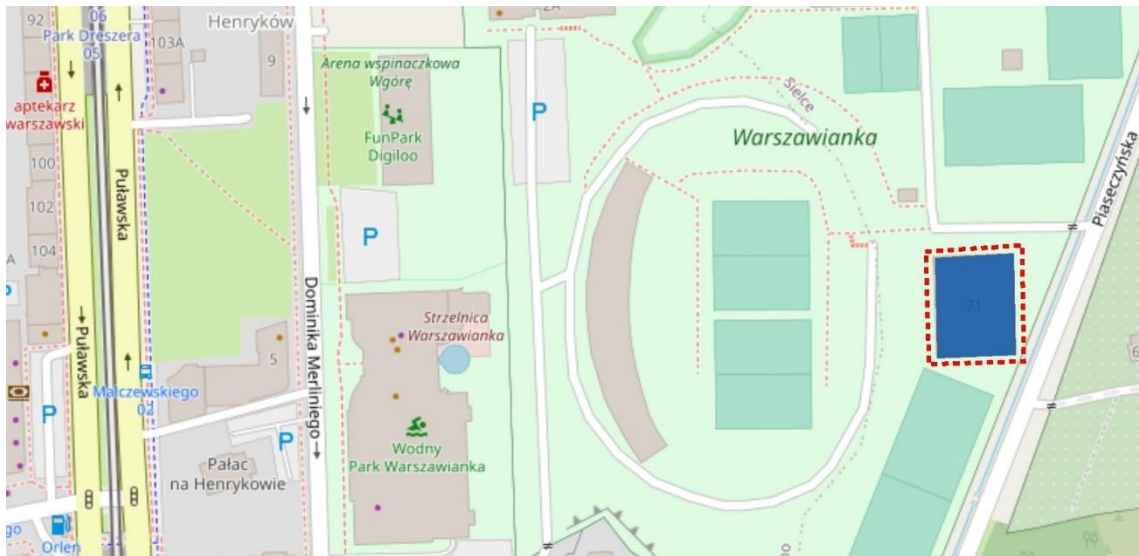 92
06
Park Dreszera
05
103A
Henryków
9
2A
aptekarz
warszawski
100
102
104
Puławska
Puławska
Puławska
Arena wspinaczkowa
Wgórę
FunPark
Digiloo
P
P
Sielce
Warszawianka
Piaseczyńska
71
Dominika Merliniego
Strzelnica
Warszawianka
5
Malczewskiego
02
P
P
P
Pałac
na Henrykowie
Wodny
Park Warszawianka
Orlen